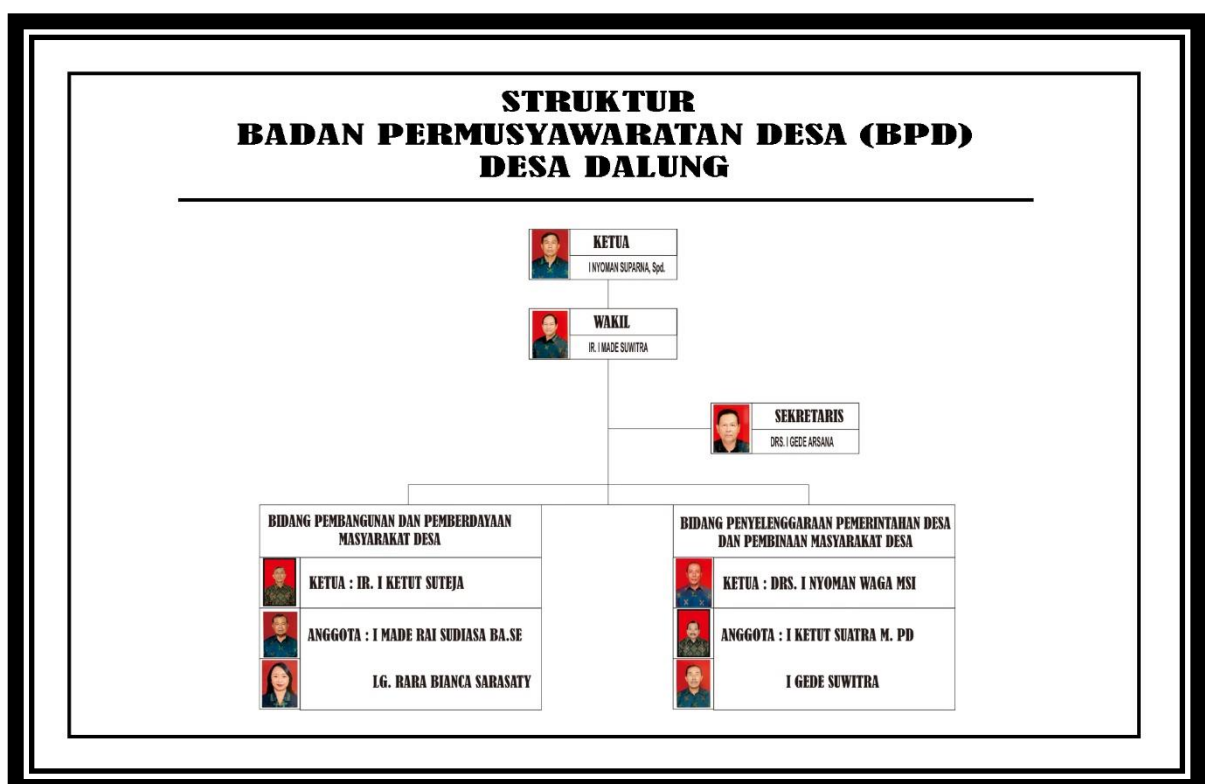 STRUKTUR
BADAN PERMUSYAWARATAN DESA (BPD)
DESA DALUNG
KETUA
I NYOMAN SUPARNA, Spd.
WAKIL
IR. I MADE SUWITRA
SEKRETARIS
DRS. I GEDE ARSANA
BIDANG PEMBANGUNAN DAN PEMBERDAYAAN
MASYARAKAT DESA
KETUA : IR. I KETUT SUTEJA
ANGGOTA : I MADE RAI SUDIASA BA.SE
I.G. RARA BIANCA SARASATY
BIDANG PENYELENGGARAAN PEMERINTAHAN DESA
DAN PEMBINAAN MASYARAKAT DESA
KETUA : DRS. I NYOMAN WAGA MSI
ANGGOTA : I KETUT SUATRA M. PD
I GEDE SUWITRA